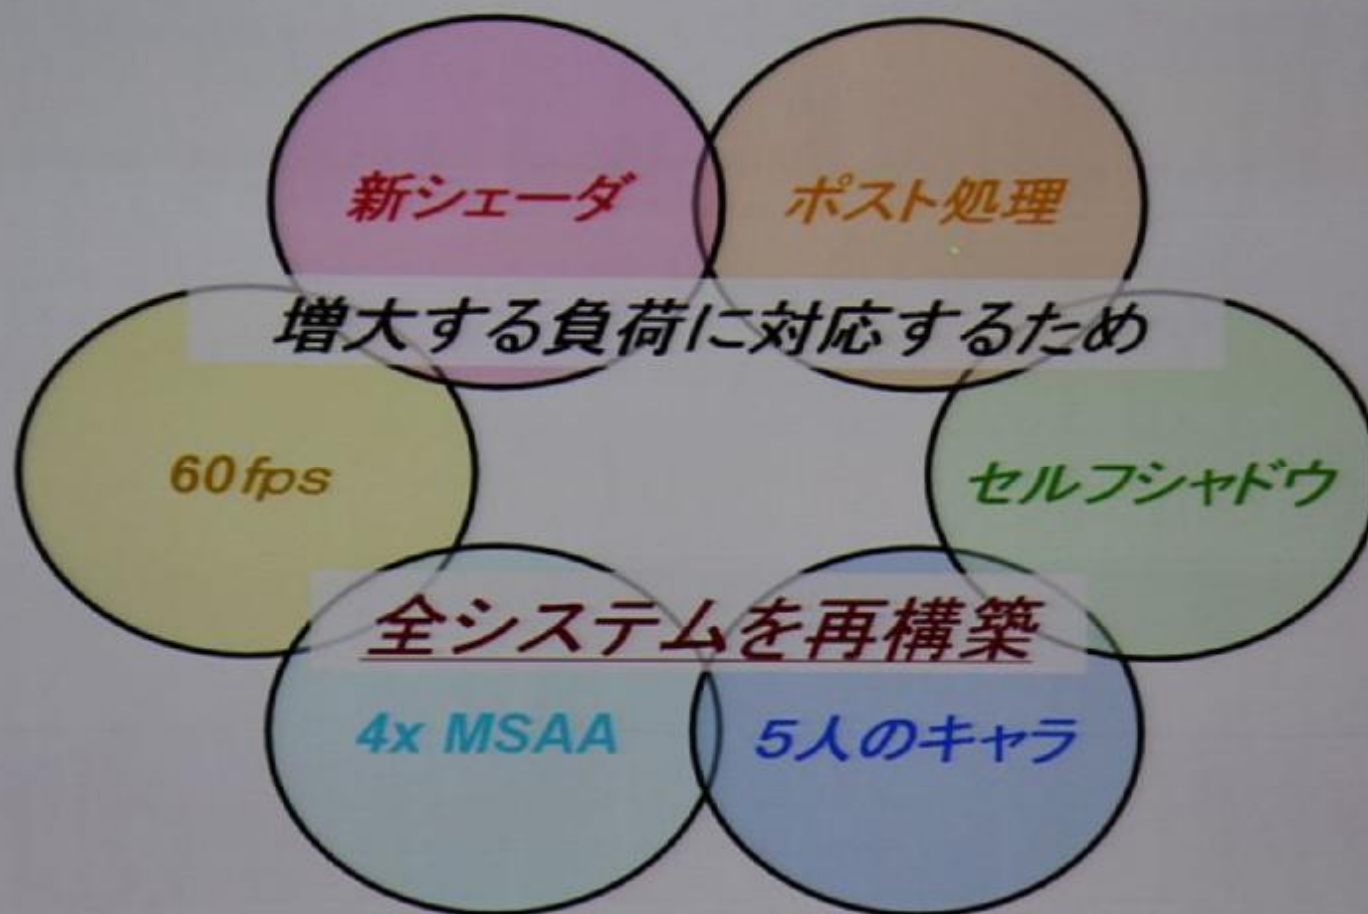 新シェーダ
ポスト処理
増大する負荷に対応するため
60fps
セルフシャドウ
全システムを再構築
4x MSAA
5人のキャラ